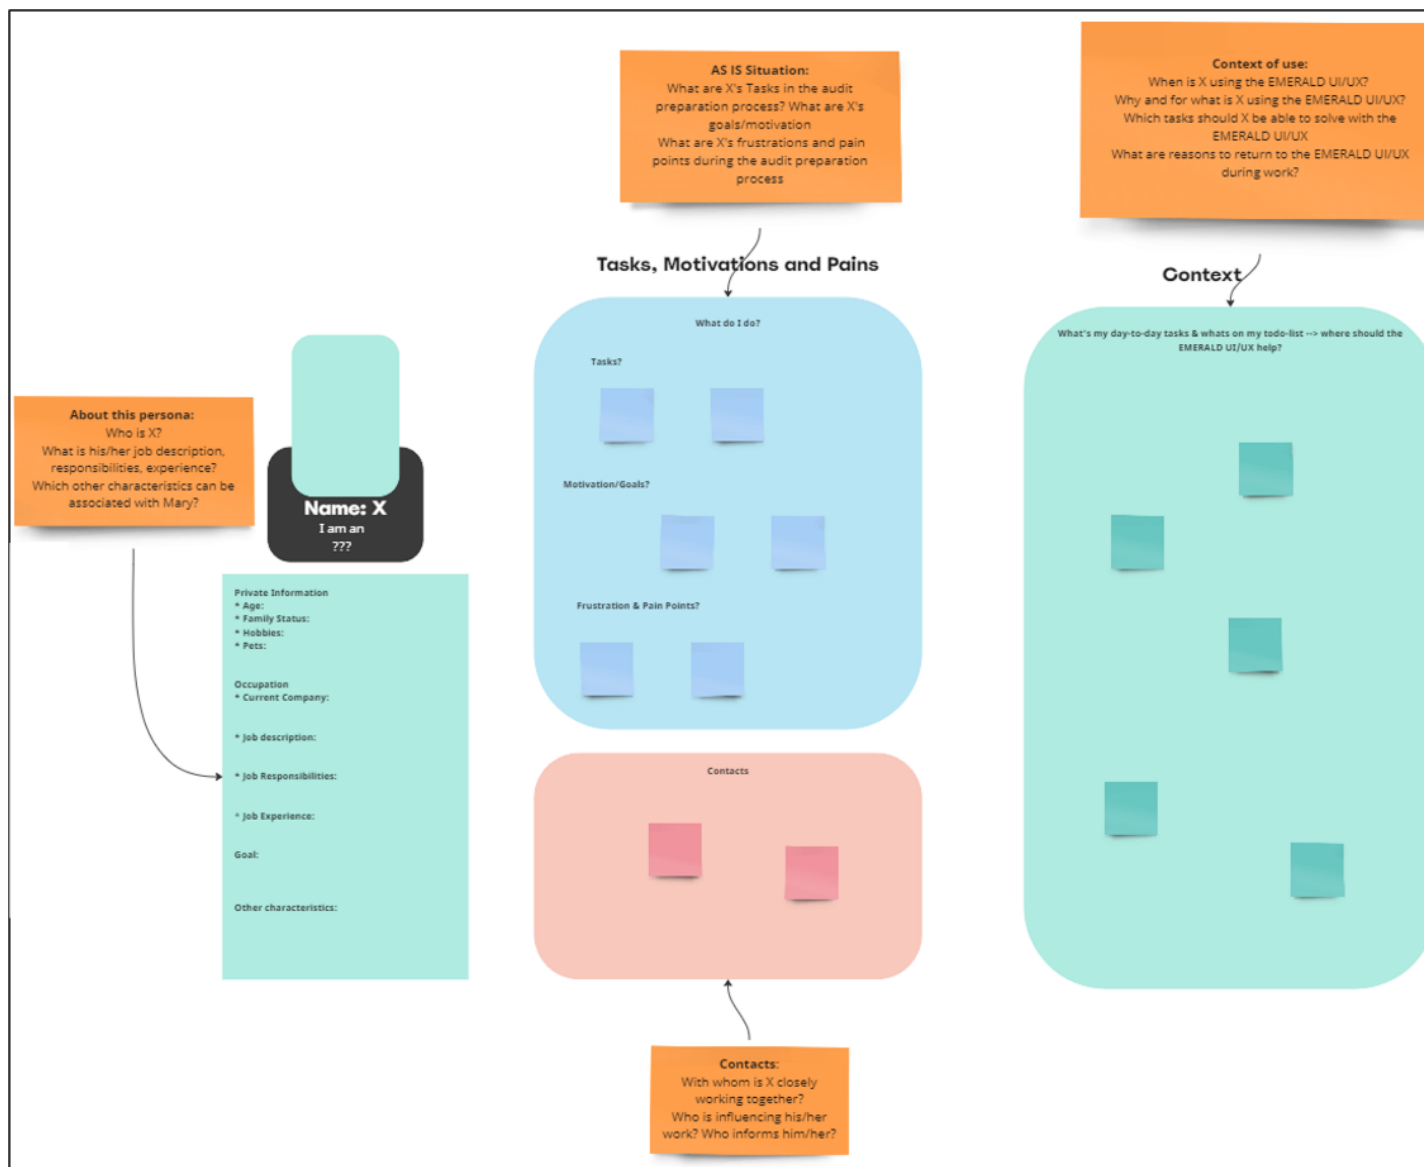 AS IS Situation:
What are X's Tasks in the audit
preparation process? What are X's
goals/motivation
What are X's frustrations and pain
points during the audit preparation
process
Context of use:
When is X using the EMERALD UI/UX?
Why and for what is X using the EMERALD UI/UX?
Which tasks should X be able to solve with the
EMERALD UI/UX
What are reasons to return to the EMERALD UI/UX
during work?
About this persona:
Who is X?
What is his/her job description,
responsibilities, experience?
Which other characteristics can be
associated with Mary?
Name: X
I am an
???
Private Information
* Age:
* Family Status:
* Hobbies:
* Pets:
Occupation
* Current Company:
* Job description:
* Job Responsibilities:
* Job Experience:
Goal:
Other characteristics:
Tasks, Motivations and Pains
What do I do?
Tasks?
Motivation/Goals?
Frustration & Pain Points?
Contacts
Contacts:
With whom is X closely
working together?
Who is influencing his/her
work? Who informs him/her?
Context
What's my day-to-day tasks & whats on my todo-list --> where should the
EMERALD UI/UX help?